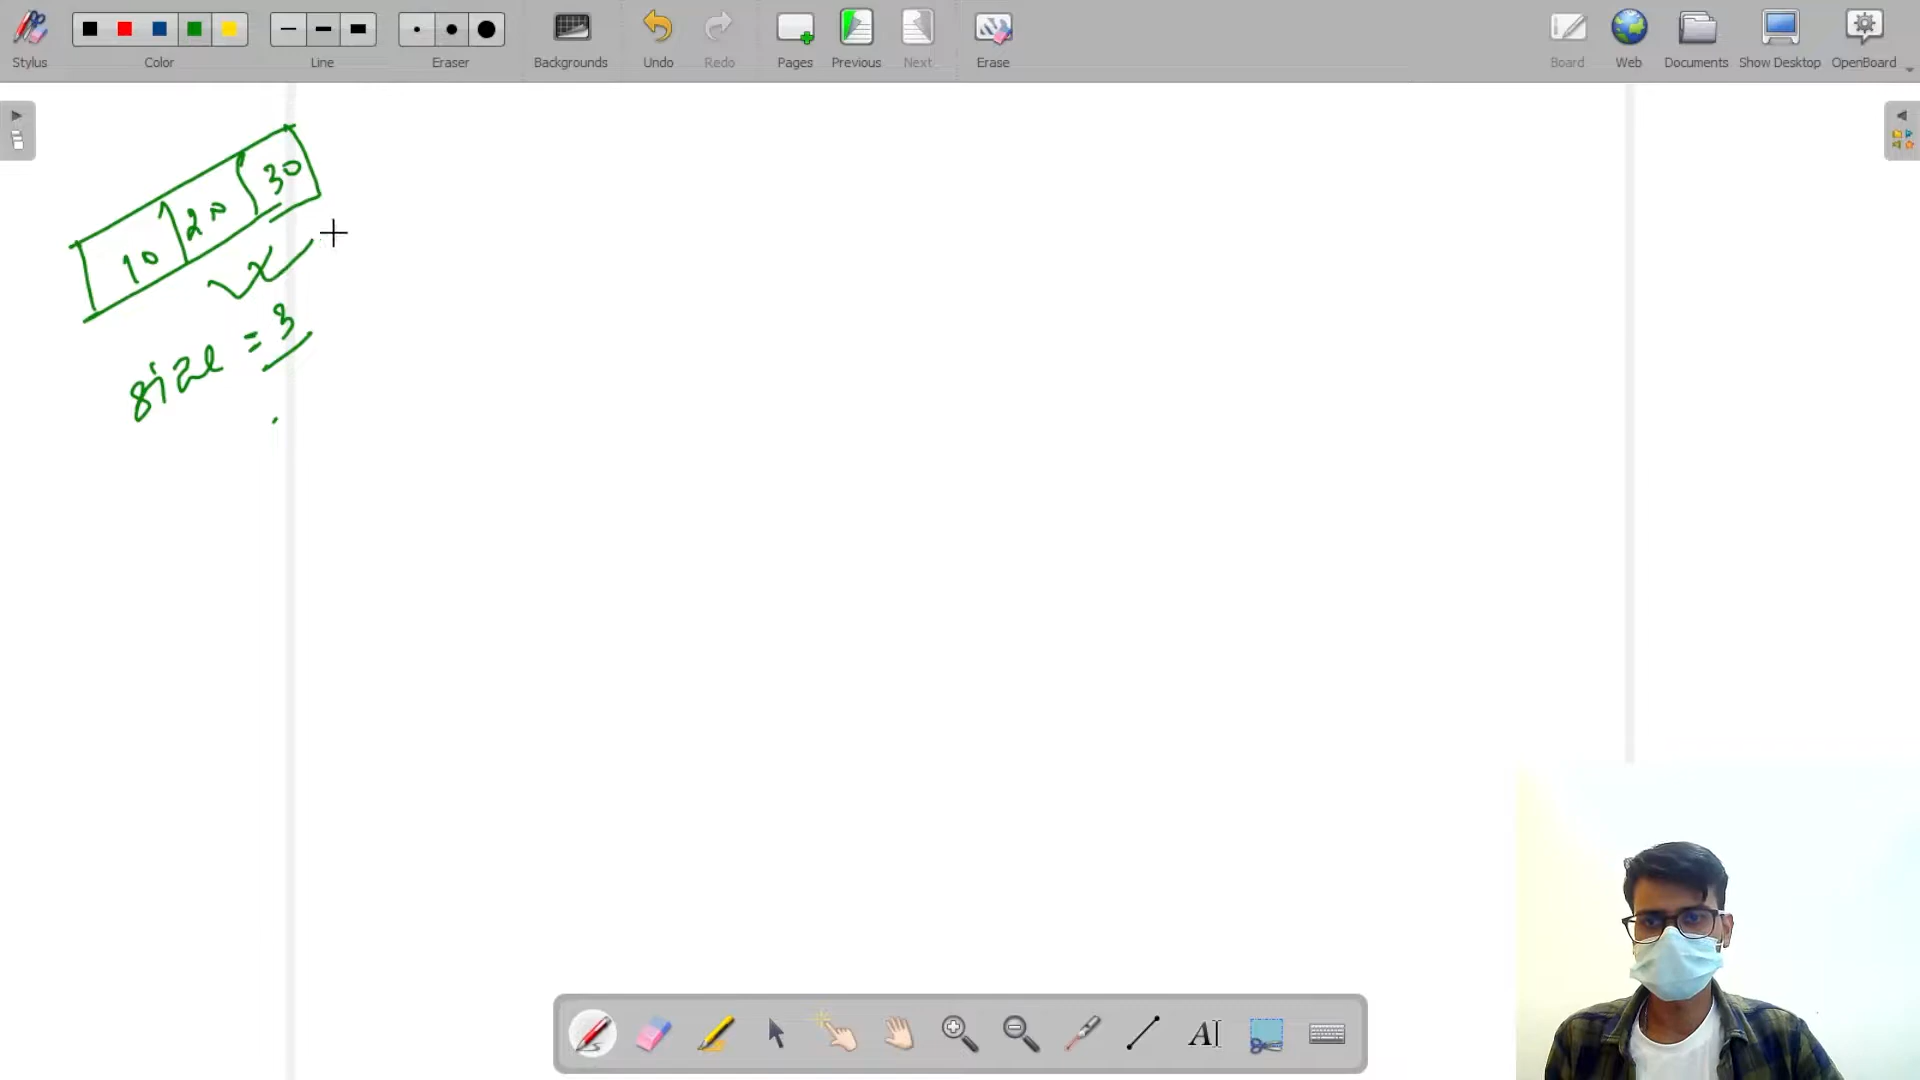 Stylus
Color
Line
Eraser
Backgrounds
Undo
Redo
Pages
Previous
Next
Erase
Board
Web
Documents
Show Desktop
OpenBoard
10 20 30
size = 3
A